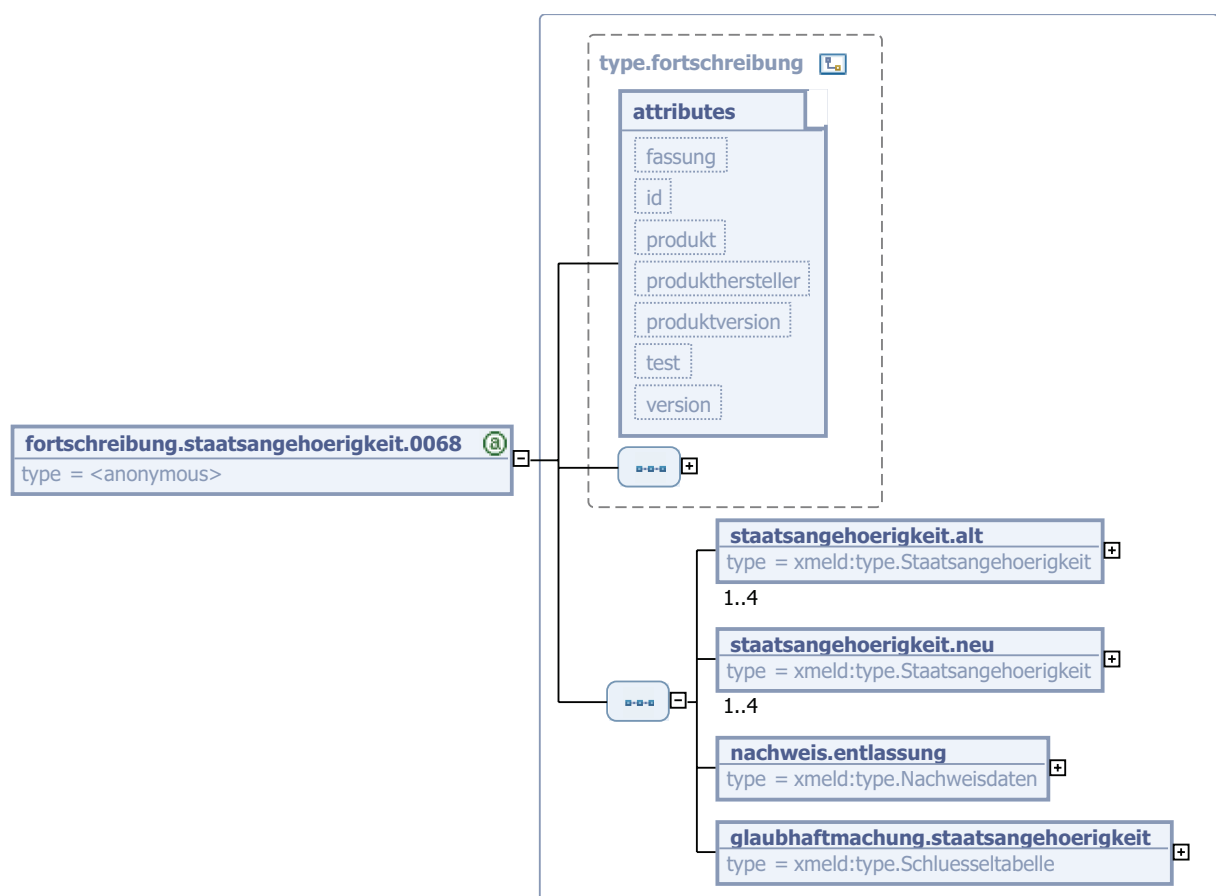 type.fortschreibung
attributes
fassung
id
produkt
produkthersteller
produktversion
test
version
fortschreibung.staatsangehoerigkeit.0068
a
type = <anonymous>
staatsangehoerigkeit.alt
type = xmeld:type.Staatsangehoerigkeit
1..4
staatsangehoerigkeit.neu
type = xmeld:type.Staatsangehoerigkeit
1..4
nachweis.entlassung
type = xmeld:type.Nachweisdaten
glaubhaftmachung.staatsangehoerigkeit
type = xmeld:type.Schluesseltabelle